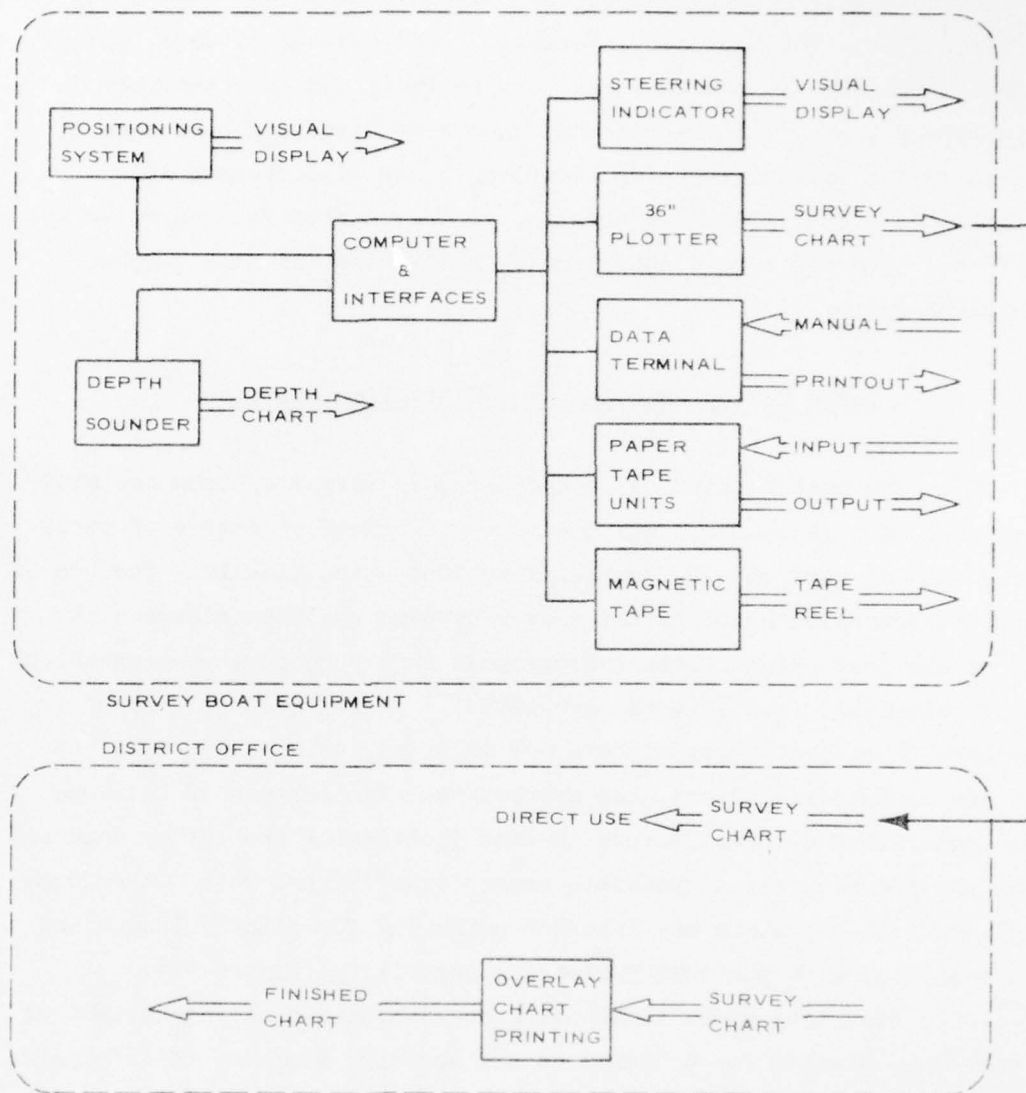 POSITIONING
SYSTEM
VISUAL
DISPLAY
COMPUTER
&
INTERFACES
DEPTH
SOUNDER
DEPTH
CHART
STEERING
INDICATOR
VISUAL
DISPLAY
36"
PLOTTER
SURVEY
CHART
DATA
TERMINAL
MANUAL
PRINTOUT
PAPER
TAPE
UNITS
INPUT
OUTPUT
MAGNETIC
TAPE
TAPE
REEL
SURVEY BOAT EQUIPMENT
DISTRICT OFFICE
DIRECT USE
SURVEY
CHART
FINISHED
CHART
OVERLAY
CHART
PRINTING
SURVEY
CHART